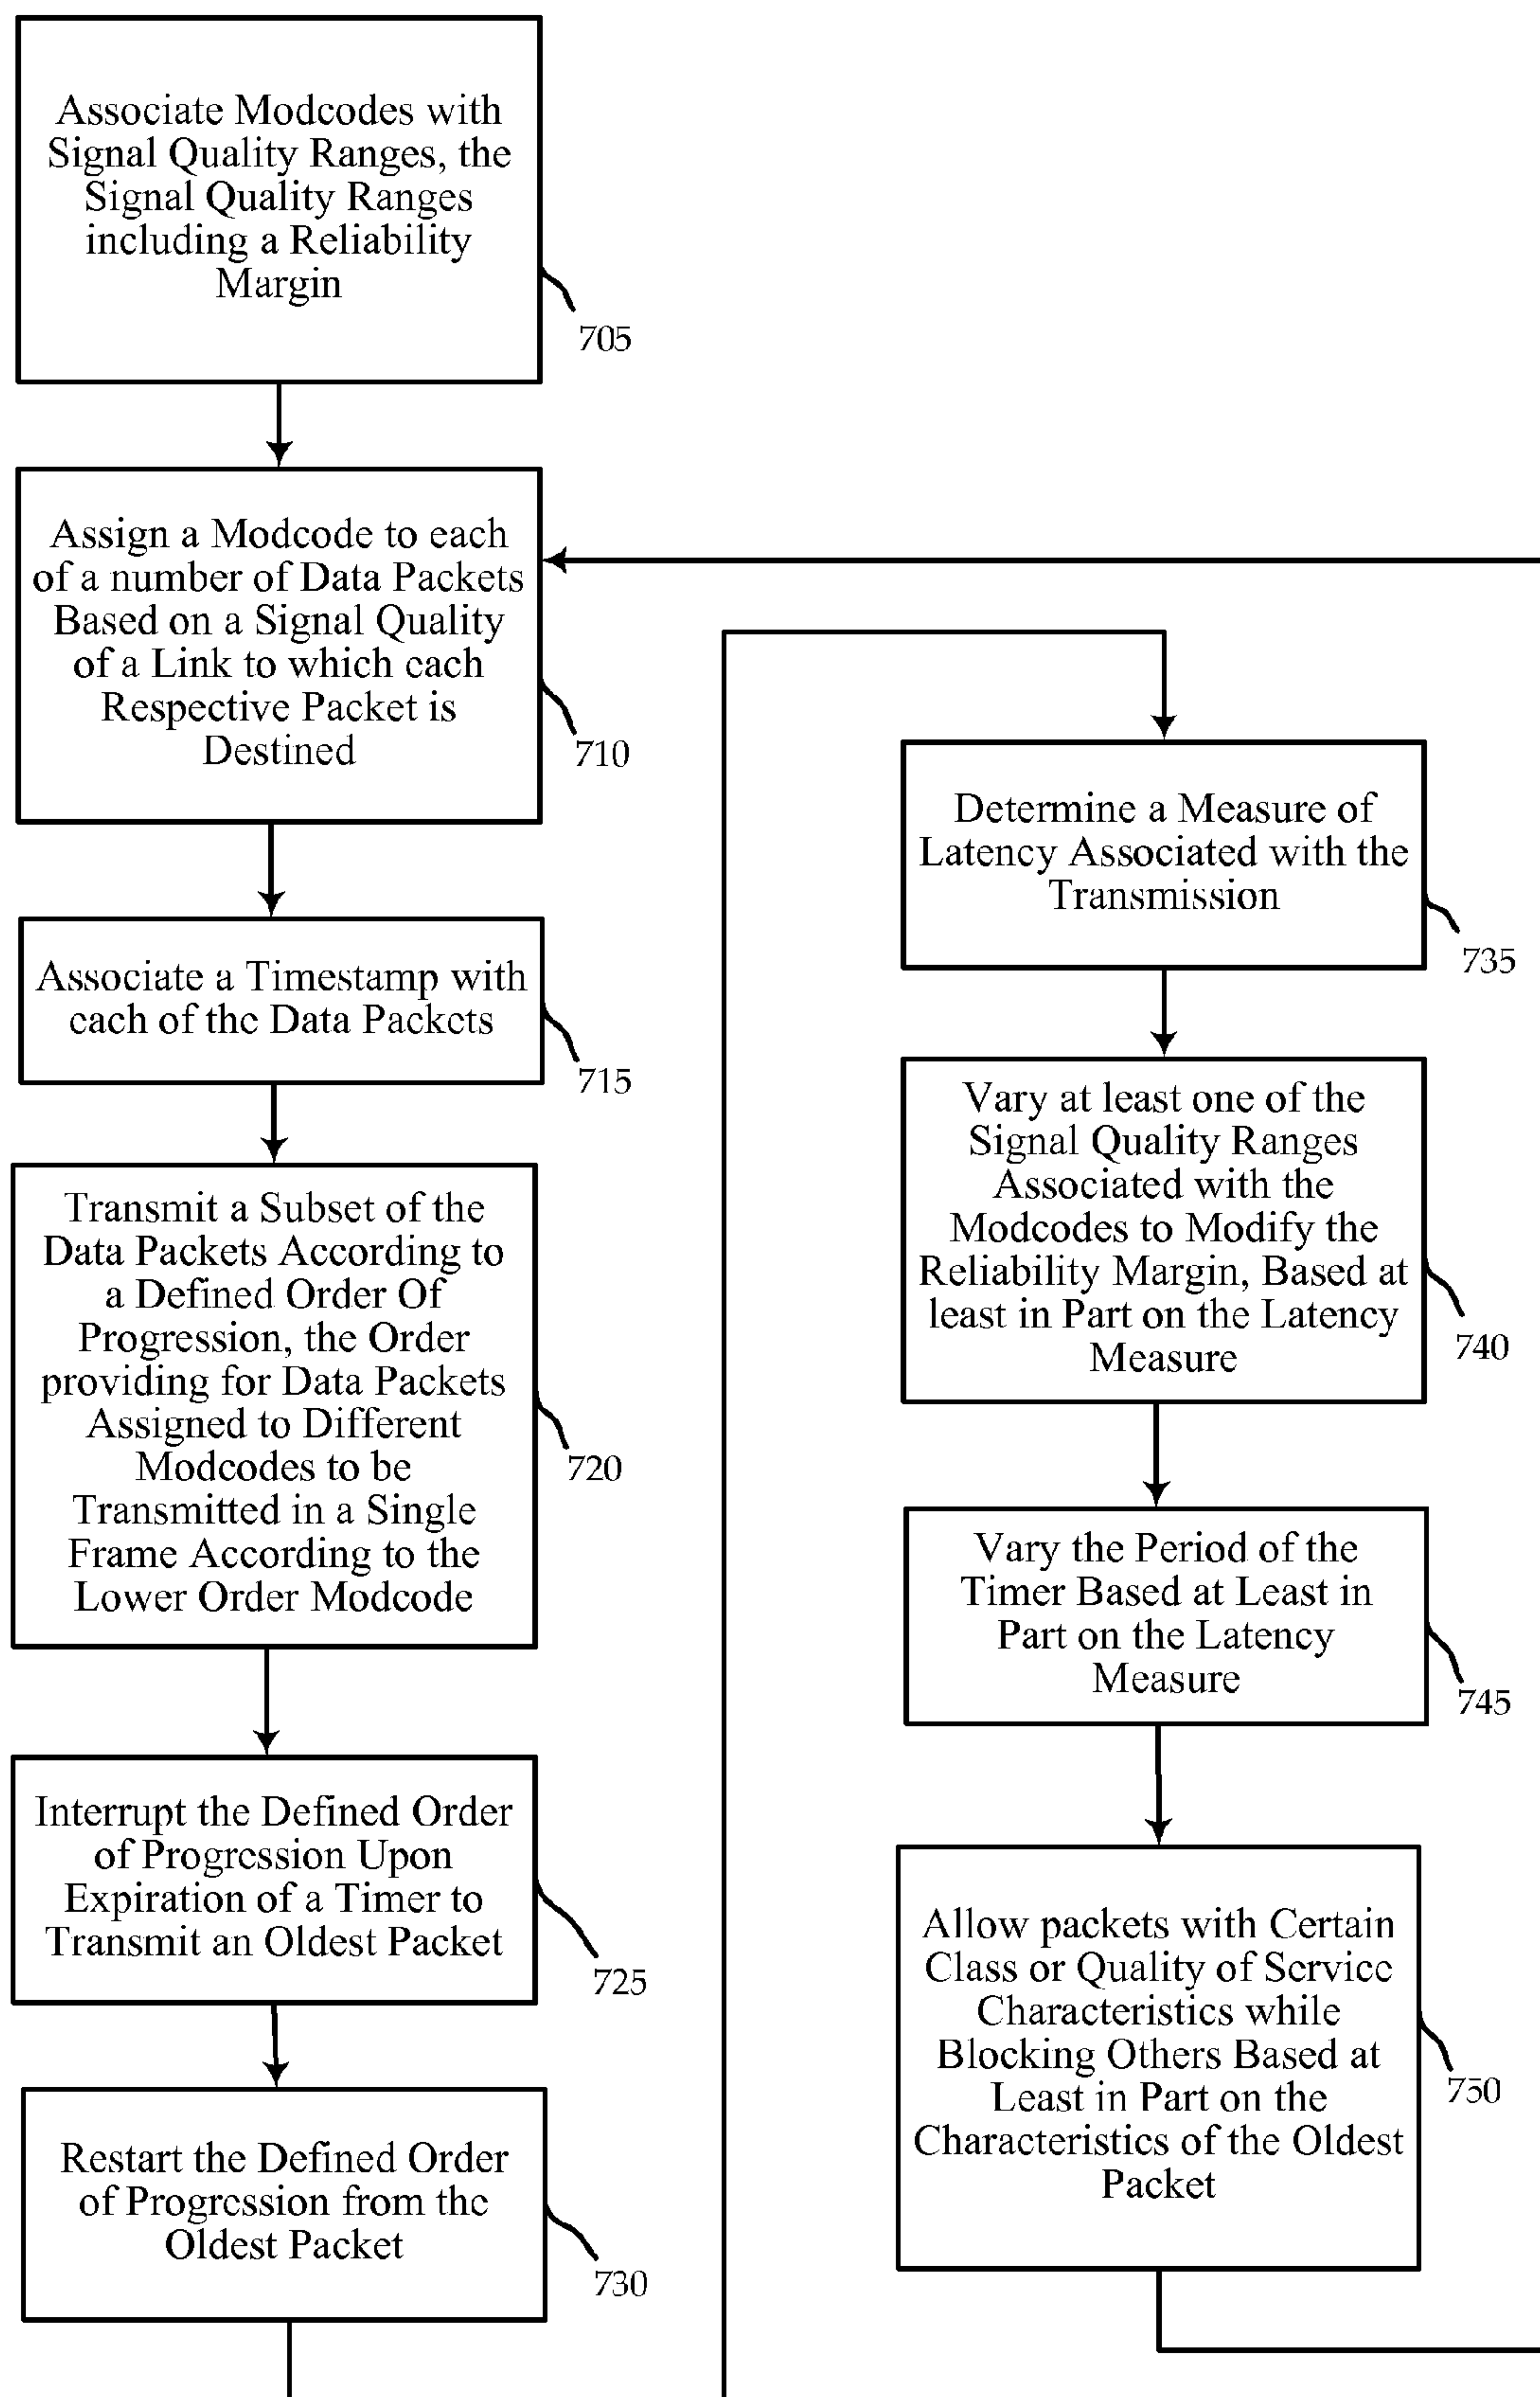 Associate Modcodes with
Signal Quality Ranges, the
Signal Quality Ranges
including a Reliability
Margin
705
Assign a Modcode to each
of a number of Data Packets
Based on a Signal Quality
of a Link to which each
Respective Packet is
Destined
710
Associate a Timestamp with
each of the Data Packets
715
Transmit a Subset of the
Data Packets According to
a Defined Order Of
Progression, the Order
providing for Data Packets
Assigned to Different
Modcodes to be
Transmitted in a Single
Frame According to the
Lower Order Modcode
720
Interrupt the Defined Order
of Progression Upon
Expiration of a Timer to
Transmit an Oldest Packet
725
Restart the Defined Order
of Progression from the
Oldest Packet
730
Determine a Measure of
Latency Associated with the
Transmission
735
Vary at least one of the
Signal Quality Ranges
Associated with the
Modcodes to Modify the
Reliability Margin, Based at
least in Part on the Latency
Measure
740
Vary the Period of the
Timer Based at Least in
Part on the Latency
Measure
745
Allow packets with Certain
Class or Quality of Service
Characteristics while
Blocking Others Based at
Least in Part on the
Characteristics of the Oldest
Packet
750